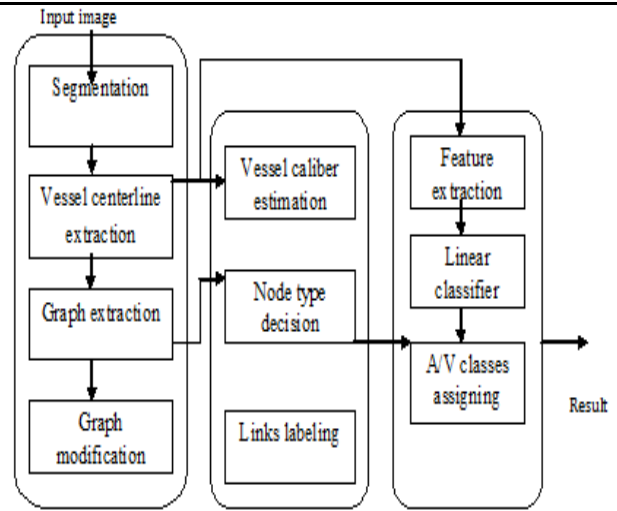 Input image
Segmentation
Vessel centerline
extraction
Graph extraction
Graph
modification
Vessel caliber
estimation
Node type
decision
Links labeling
Feature
extraction
Linear
classifier
A/V classes
assigning
Result